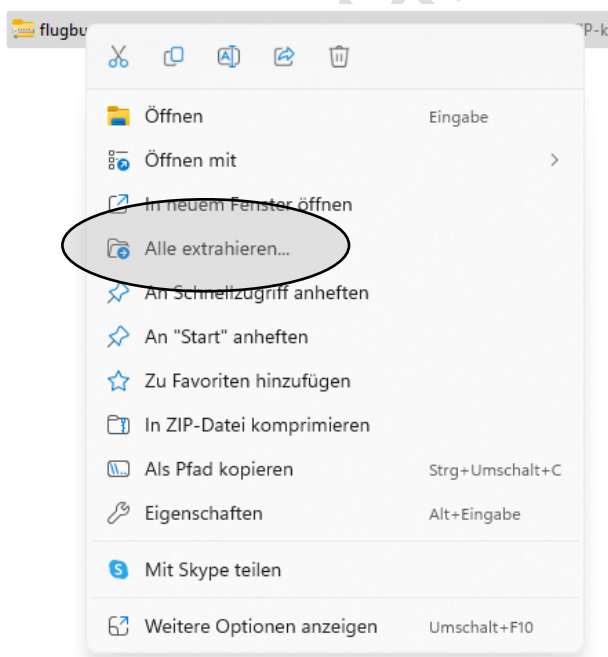 flugbu
ZIP-k
Öffnen Eingabe
Öffnen mit
In neuem Fenster öffnen
Alle extrahieren...
An Schnellzugriff anheften
An "Start" anheften
Zu Favoriten hinzufügen
In ZIP-Datei komprimieren
Als Pfad kopieren Strg+Umschalt+C
Eigenschaften Alt+Eingabe
Mit Skype teilen
Weitere Optionen anzeigen Umschalt+F10